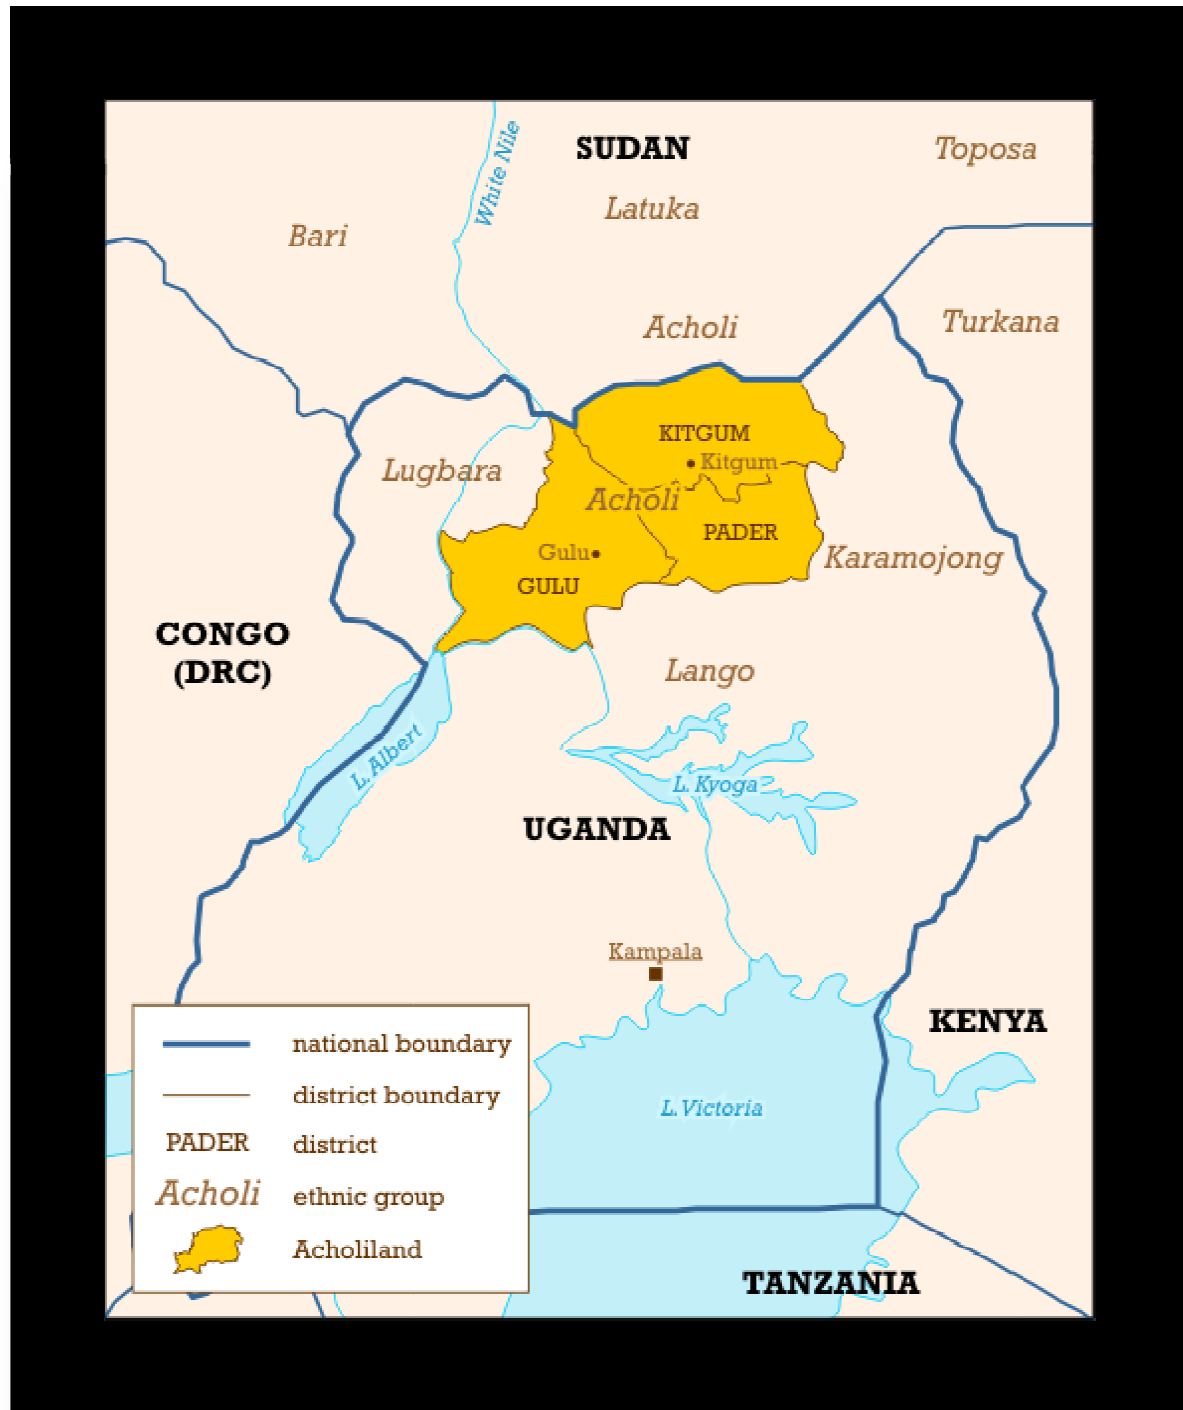 SUDAN
Toposa
White Nile
Latuka
Bari
Acholi
Turkana
KITGUM
Kitgum
Lugbara
Acholi
PADER
Gulu
GULU
Karamojong
CONGO
(DRC)
Lango
L. Albert
L. Kyoga
UGANDA
Kampala
KENYA
L. Victoria
TANZANIA
national boundary
district boundary
PADER district
Acholi ethnic group
Acholiland